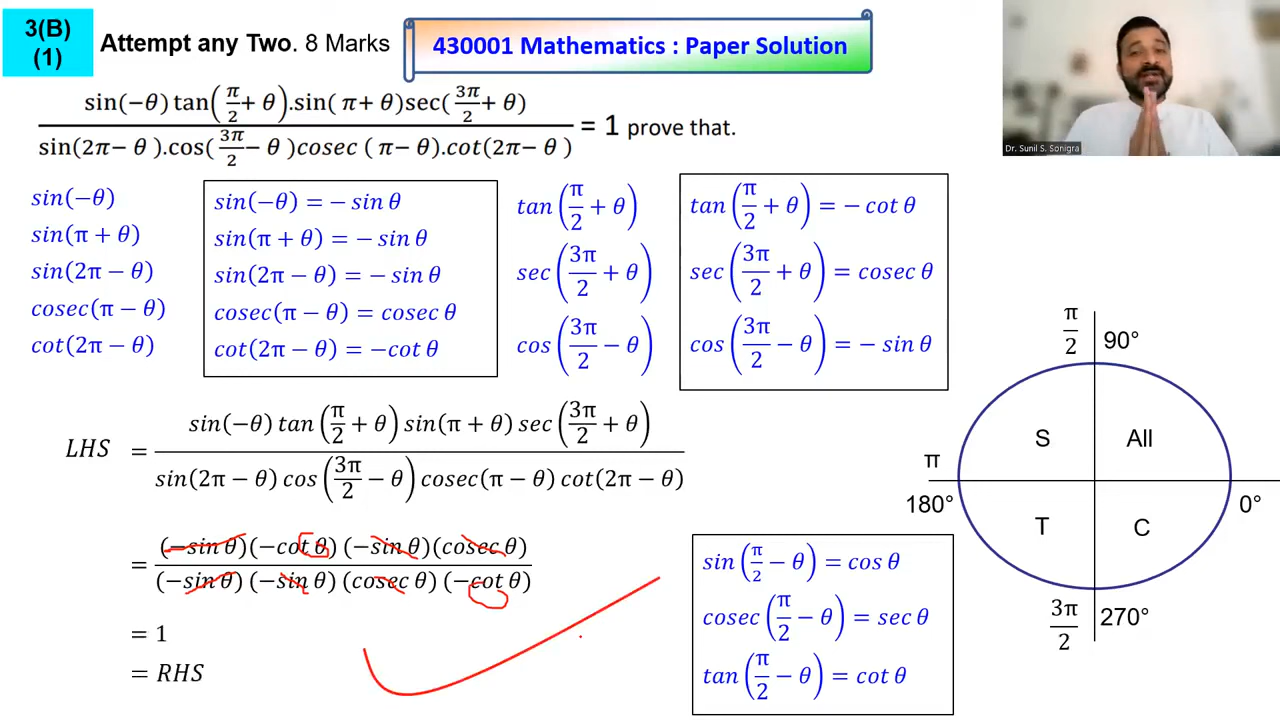 3(B)
(1)
Attempt any Two. 8 Marks
430001 Mathematics : Paper Solution
Dr. Sunil S. Sonigra
sin(−θ) tan(π/2 + θ).sin( π+ θ)sec(3π/2 + θ)
sin(2π− θ ).cos(3π/2 − θ )cosec ( π−θ).cot(2π− θ )
= 1 prove that.
sin(−θ)
sin(π + θ)
sin(2π − θ)
cosec(π − θ)
cot(2π − θ)
sin(−θ) = − sin θ
sin(π + θ) = − sin θ
sin(2π − θ) = − sin θ
cosec(π − θ) = cosec θ
cot(2π − θ) = −cot θ
tan(π/2 + θ)
sec(3π/2 + θ)
cos(3π/2 − θ)
tan(π/2 + θ) = − cot θ
sec(3π/2 + θ) = cosec θ
cos(3π/2 − θ) = − sin θ
LHS =
sin(−θ) tan(π/2 + θ) sin(π + θ) sec(3π/2 + θ)
sin(2π − θ) cos(3π/2 − θ) cosec(π − θ) cot(2π − θ)
=
(−sin θ)(−cot θ) (−sin θ)(cosec θ)
(−sin θ) (−sin θ) (cosec θ) (−cot θ)
= 1
= RHS
sin(π/2 − θ) = cos θ
cosec(π/2 − θ) = sec θ
tan(π/2 − θ) = cot θ
π/2 90°
S All
π
180° 0°
T C
3π/2 270°